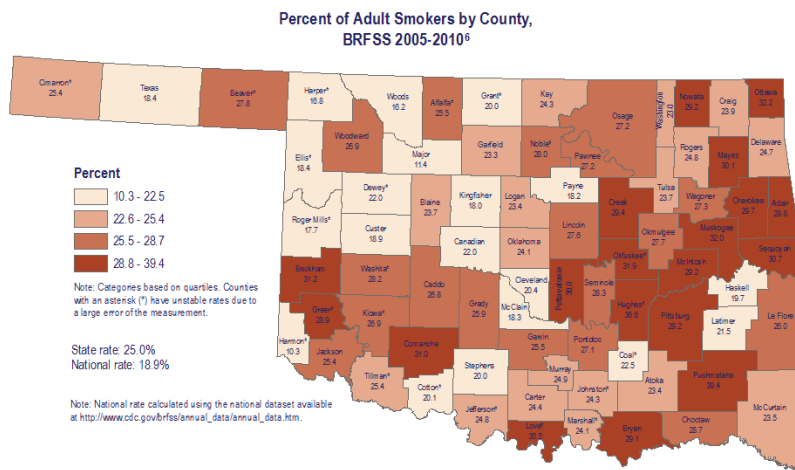 Percent of Adult Smokers by County,
BRFSS 2005-2010⁶
Cimarron*
25.4
Texas
18.4
Beaver*
27.8
Harper*
16.8
Woods
16.2
Alfalfa*
25.5
Grant*
20.0
Kay
24.3
Osage
27.2
Washington
23.0
Nowata
29.2
Craig
23.9
Ottawa
32.2
Woodward
26.9
Major
11.4
Garfield
23.3
Noble*
28.0
Pawnee
27.2
Rogers
24.8
Mayes
30.1
Delaware
24.7
Ellis*
18.4
Dewey*
22.0
Blaine
23.7
Kingfisher
18.0
Logan
23.4
Payne
18.2
Creek
29.4
Tulsa
23.7
Wagoner
27.3
Cherokee
29.7
Adair
29.8
Roger Mills*
17.7
Custer
18.9
Canadian
22.0
Oklahoma
24.1
Lincoln
27.6
Okmulgee
27.7
Muskogee
32.0
Sequoyah
30.7
Beckham
31.2
Washita*
28.2
Caddo
26.8
Grady
25.9
Cleveland
20.4
McClain
18.3
Pottawatomie
30.0
Seminole
28.3
Okfuskee*
31.9
McIntosh
29.2
Haskell
19.7
Greer*
28.9
Kiowa*
26.9
Comanche
31.0
Garvin
25.5
Pontotoc
27.1
Hughes*
Pittsburg
29.2
Latimer
21.5
Le Flore
26.0
Harmon*
10.3
Jackson
25.4
Tillman*
25.4
Cotton*
20.1
Stephens
20.0
Murray
24.9
Coal*
22.5
Atoka
23.4
Pushmataha
39.4
McCurtain
23.5
Jefferson*
24.8
Carter
24.4
Johnston*
24.3
Love*
Marshall*
24.1
Bryan
29.1
Choctaw
28.7
Percent
10.3 - 22.5
22.6 - 25.4
25.5 - 28.7
28.8 - 39.4
Note: Categories based on quartiles. Counties
with an asterisk (*) have unstable rates due to
a large error of the measurement.
State rate: 25.0%
National rate: 18.9%
Note: National rate calculated using the national dataset available
at http://www.cdc.gov/brfss/annual_data/annual_data.htm.